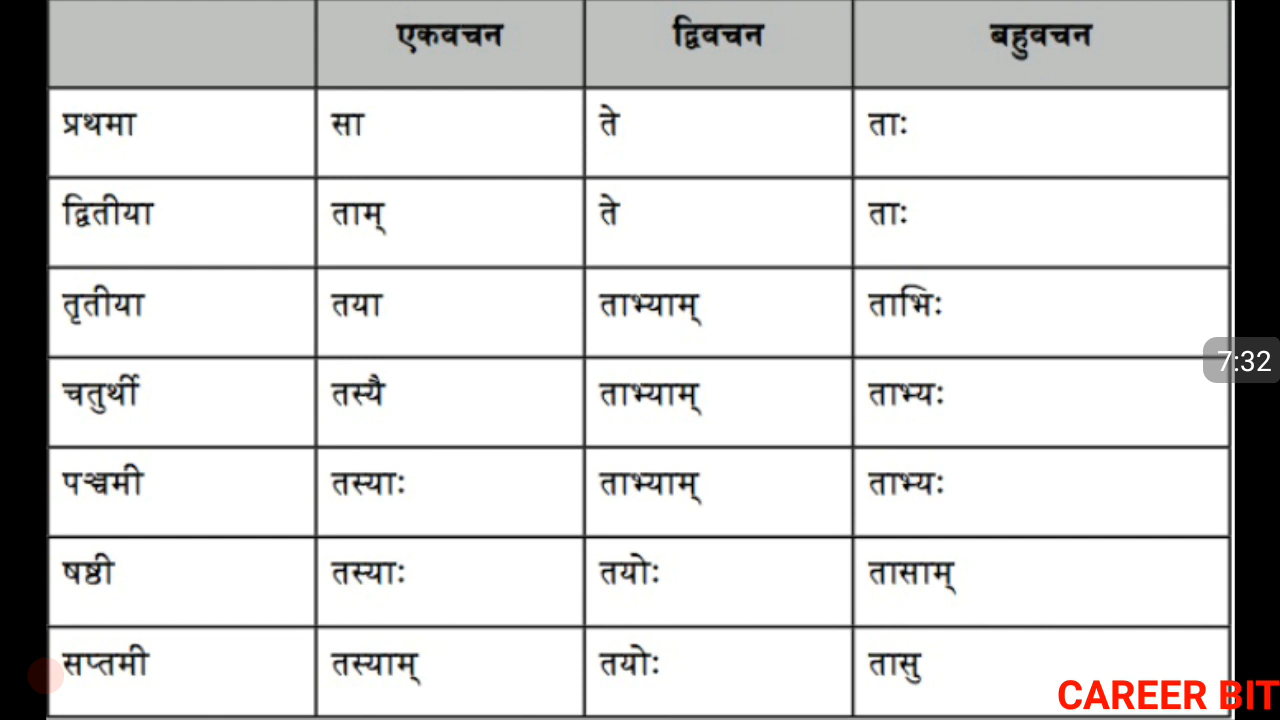 एकवचन द्विवचन बहुवचन
प्रथमा सा ते ताः
द्वितीया ताम् ते ताः
तृतीया तया ताभ्याम् ताभिः
7:32
चतुर्थी तस्यै ताभ्याम् ताभ्यः
पञ्चमी तस्याः ताभ्याम् ताभ्यः
षष्ठी तस्याः तयोः तासाम्
सप्तमी तस्याम् तयोः तासु
CAREER BIT